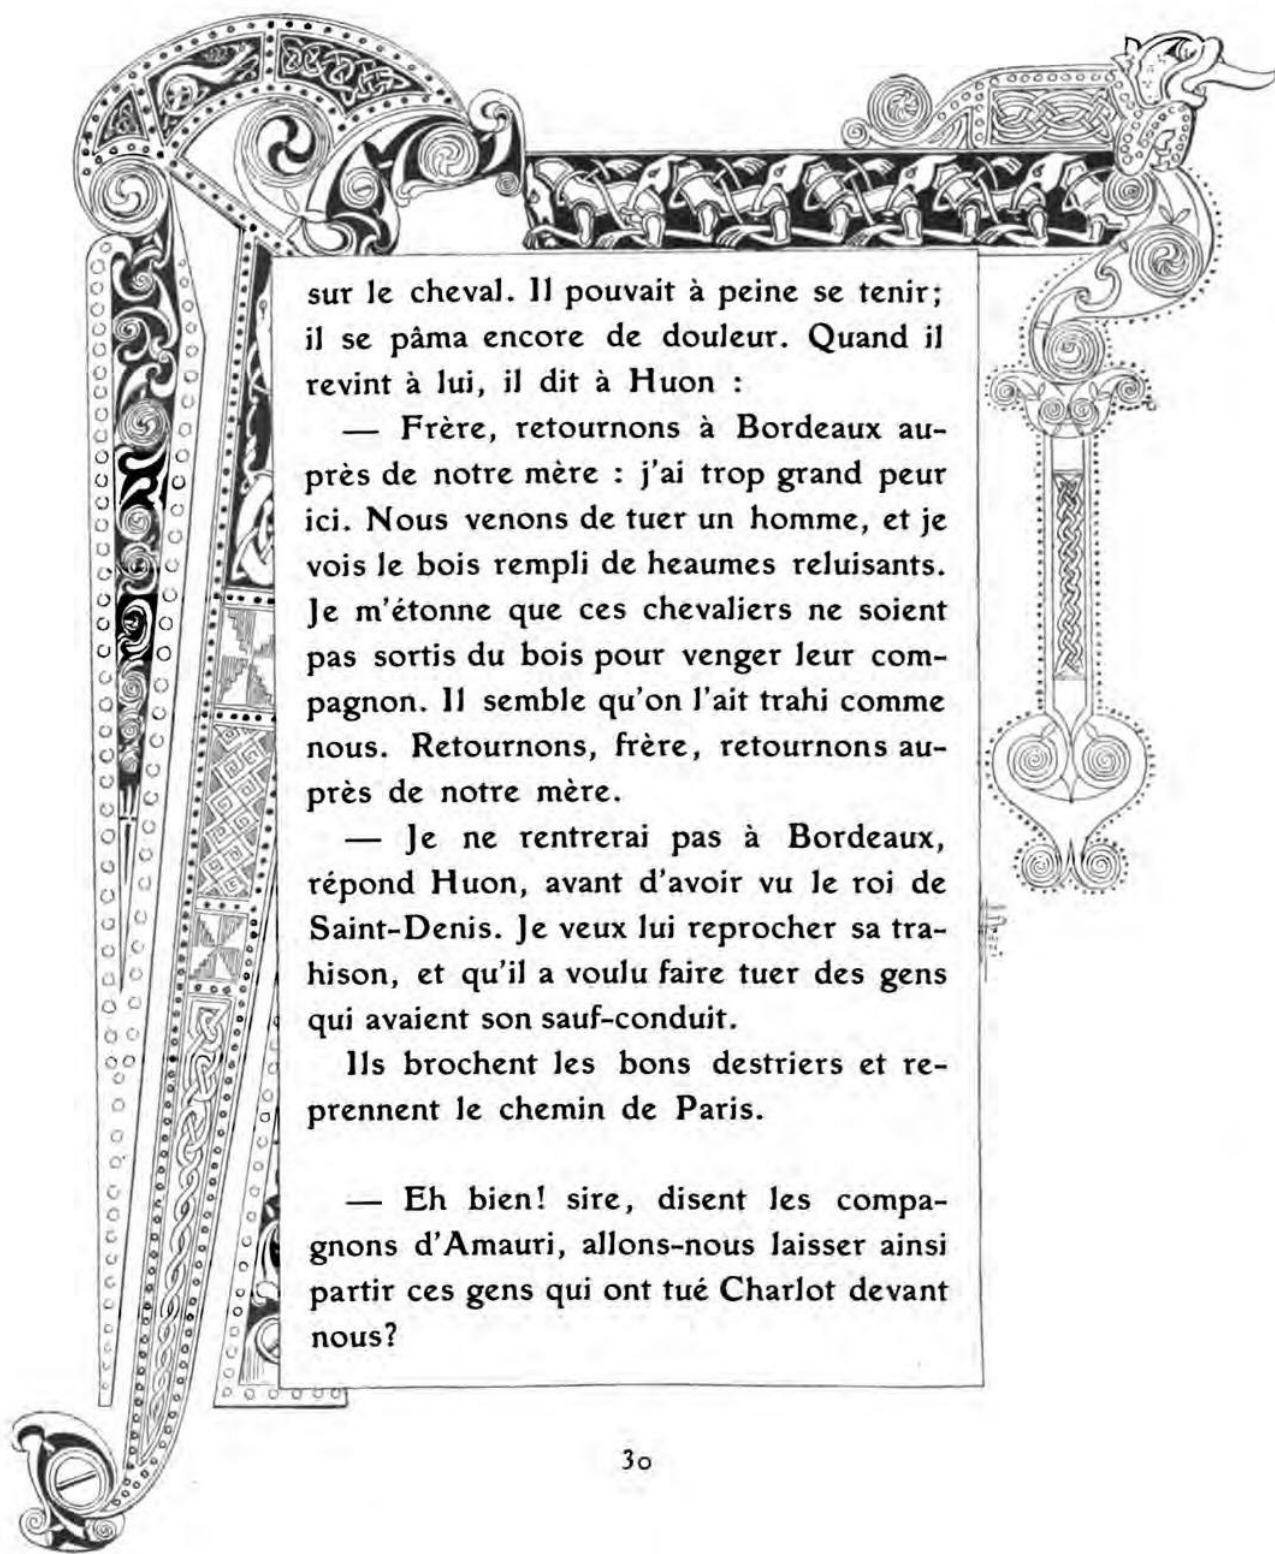 sur le cheval. Il pouvait à peine se tenir;
il se pâma encore de douleur. Quand il
revint à lui, il dit à Huon :
— Frère, retournons à Bordeaux au-
près de notre mère : j'ai trop grand peur
ici. Nous venons de tuer un homme, et je
vois le bois rempli de heaumes reluisants.
Je m'étonne que ces chevaliers ne soient
pas sortis du bois pour venger leur com-
pagnon. Il semble qu'on l'ait trahi comme
nous. Retournons, frère, retournons au-
près de notre mère.
— Je ne rentrerai pas à Bordeaux,
répond Huon, avant d'avoir vu le roi de
Saint-Denis. Je veux lui reprocher sa tra-
hison, et qu'il a voulu faire tuer des gens
qui avaient son sauf-conduit.
Ils brochent les bons destriers et re-
prennent le chemin de Paris.
— Eh bien! sire, disent les compa-
gnons d'Amauri, allons-nous laisser ainsi
partir ces gens qui ont tué Charlot devant
nous?
30